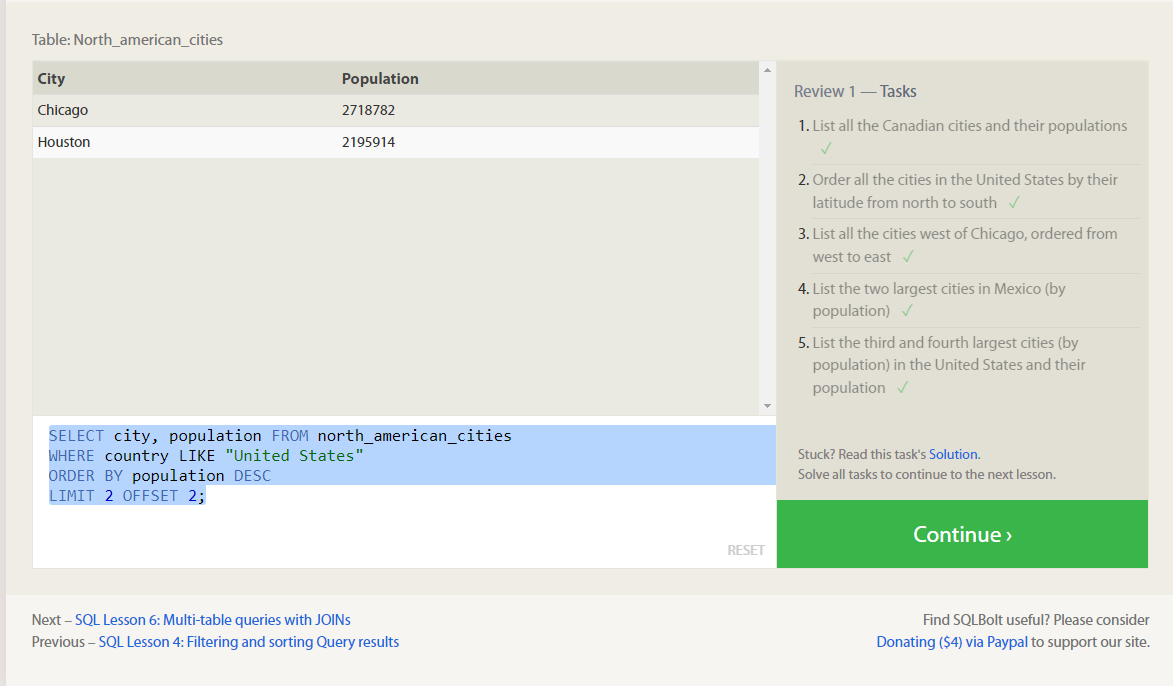 Table: North_american_cities
City Population
Chicago 2718782
Houston 2195914
SELECT city, population FROM north_american_cities
WHERE country LIKE "United States"
ORDER BY population DESC
LIMIT 2 OFFSET 2;
RESET
Review 1 — Tasks
1. List all the Canadian cities and their populations
✓
2. Order all the cities in the United States by their
latitude from north to south ✓
3. List all the cities west of Chicago, ordered from
west to east ✓
4. List the two largest cities in Mexico (by
population) ✓
5. List the third and fourth largest cities (by
population) in the United States and their
population ✓
Stuck? Read this task's Solution.
Solve all tasks to continue to the next lesson.
Continue ›
Next – SQL Lesson 6: Multi-table queries with JOINs
Previous – SQL Lesson 4: Filtering and sorting Query results
Find SQLBolt useful? Please consider
Donating ($4) via Paypal to support our site.